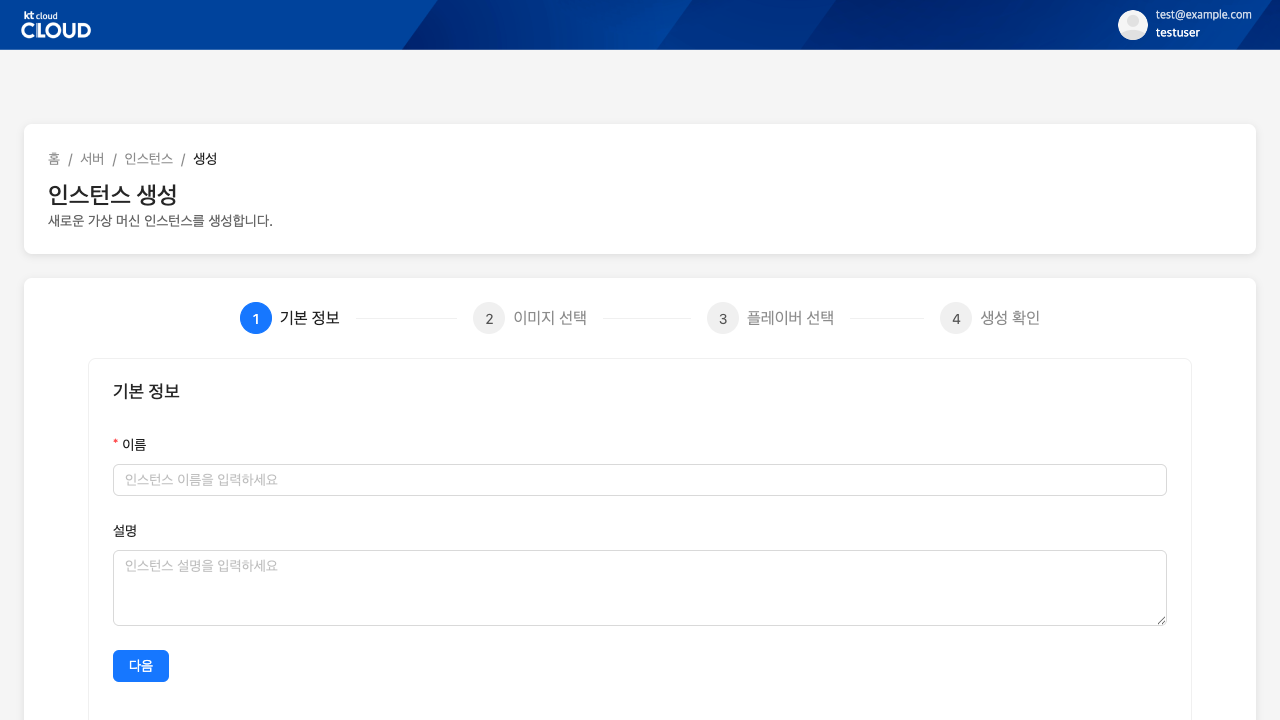 kt cloud
CLOUD
test@example.com
testuser
홈 / 서버 / 인스턴스 / 생성
인스턴스 생성
새로운 가상 머신 인스턴스를 생성합니다.
1 기본 정보
2 이미지 선택
3 플레이버 선택
4 생성 확인
기본 정보
* 이름
인스턴스 이름을 입력하세요
설명
인스턴스 설명을 입력하세요
다음